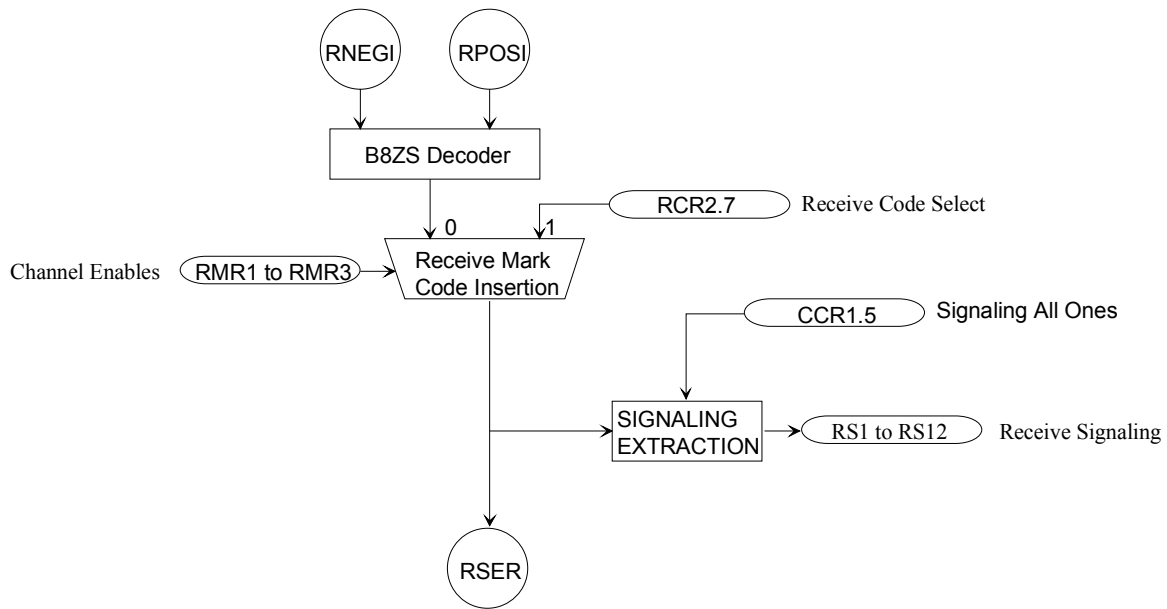 RNEGI
RPOSI
B8ZS Decoder
RCR2.7
Receive Code Select
0
1
Channel Enables
RMR1 to RMR3
Receive Mark
Code Insertion
CCR1.5
Signaling All Ones
SIGNALING
EXTRACTION
RS1 to RS12
Receive Signaling
RSER